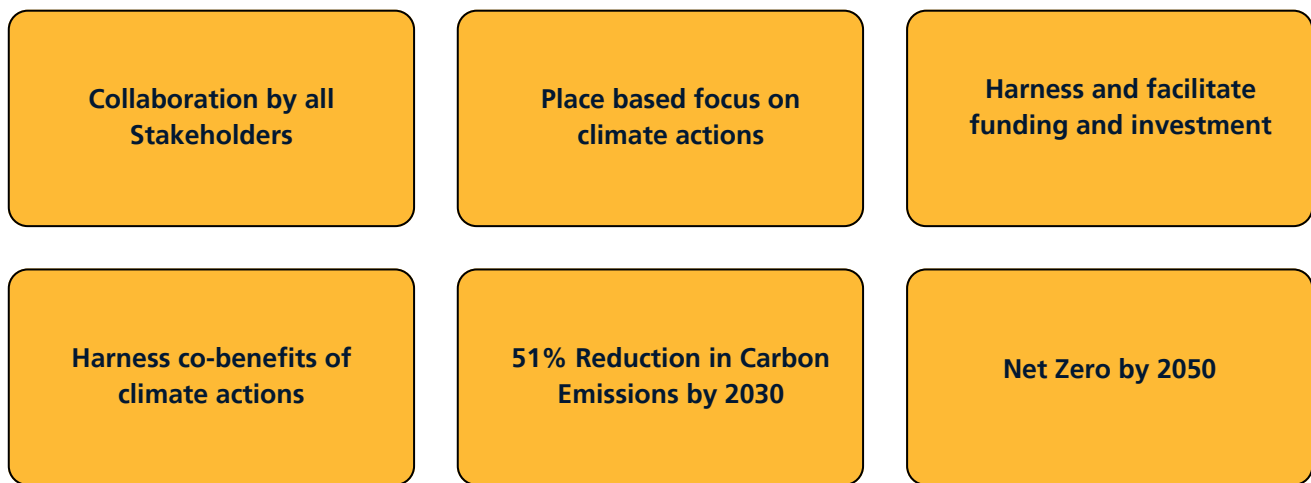 Collaboration by all
Stakeholders
Place based focus on
climate actions
Harness and facilitate
funding and investment
Harness co-benefits of
climate actions
51% Reduction in Carbon
Emissions by 2030
Net Zero by 2050